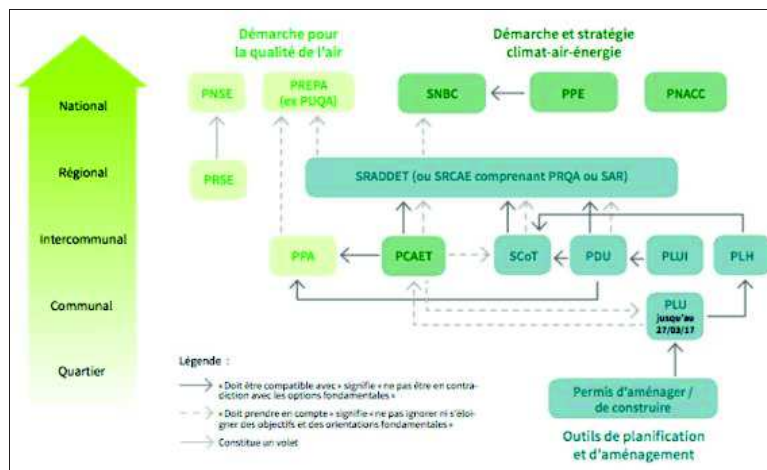 Démarche pour
la qualité de l'air
Démarche et stratégie
climat-air-énergie
National
PNSE
PREPA
(ex PUQA)
SNBC
PPE
PNACC
Régional
PRSE
SRADDET (ou SRCAE comprenant PRQA ou SAR)
Intercommunal
PPA
PCAET
SCoT
PDU
PLUI
PLH
Communal
PLU
jusqu'au
27/03/17
Quartier
Permis d'aménager /
de construire
Outils de planification
et d'aménagement
Légende :
« Doit être compatible avec » signifie « ne pas être en contra-
diction avec les options fondamentales »
« Doit prendre en compte » signifie « ne pas ignorer ni s'éloi-
gner des objectifs et des orientations fondamentales »
Constitue un volet